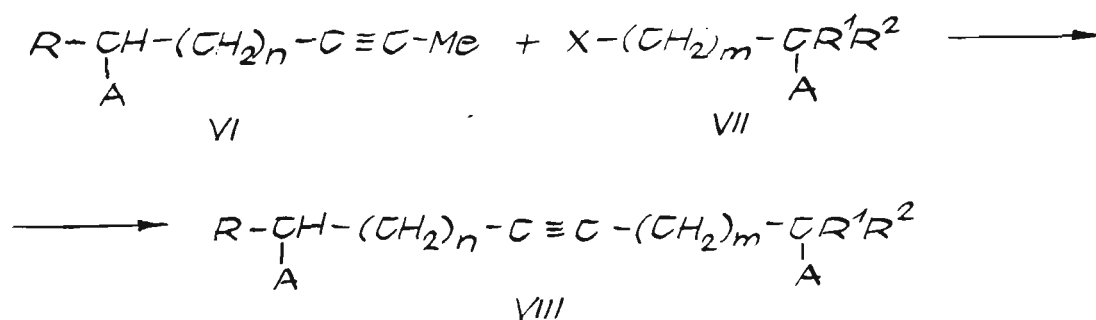 R-CH-(CH₂)ₙ-C≡C-Me + X-(CH₂)ₘ-CR¹R² →
A A
VI VII
→ R-CH-(CH₂)ₙ-C≡C-(CH₂)ₘ-CR¹R²
A A
VIII